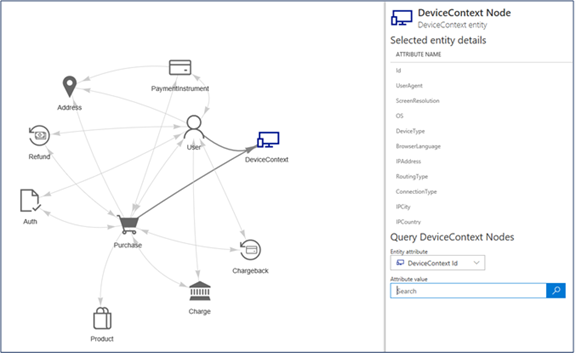 PaymentInstrument
Address
User
DeviceContext
Refund
Auth
Purchase
Chargeback
Charge
Product
DeviceContext Node
DeviceContext entity
Selected entity details
ATTRIBUTE NAME
Id
UserAgent
ScreenResolution
OS
DeviceType
BrowserLanguage
IPAddress
RoutingType
ConnectionType
IPCity
IPCountry
Query DeviceContext Nodes
Entity attribute
DeviceContext Id
Attribute value
Search